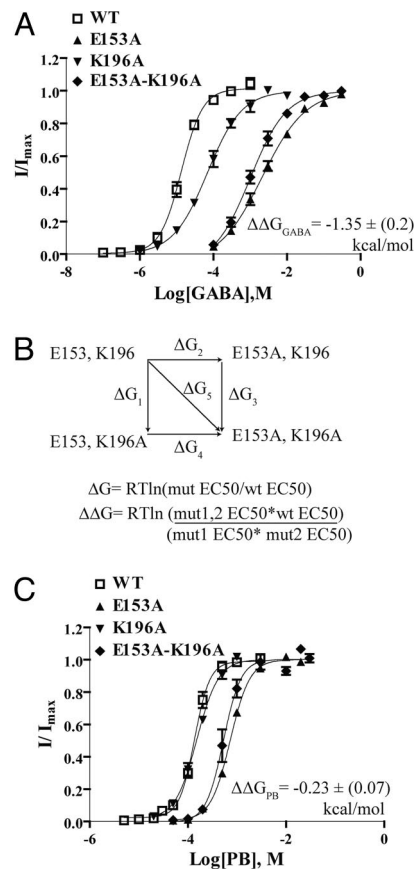 A
WT
E153A
K196A
E153A-K196A
1.2
1.0
0.8
0.6
0.4
0.2
0.0
I/Imax
ΔΔGGABA= -1.35 ± (0.2)
kcal/mol
-8 -6 -4 -2 0
Log[GABA],M
B
E153, K196 ΔG2 E153A, K196
ΔG1 ΔG5 ΔG3
E153, K196A ΔG4 E153A, K196A
ΔG= RTln(mut EC50/wt EC50)
ΔΔG= RTln (mut1,2 EC50*wt EC50)
(mut1 EC50* mut2 EC50)
C
WT
E153A
K196A
E153A-K196A
1.2
1.0
0.8
0.6
0.4
0.2
0.0
I/ Imax
ΔΔGPB= -0.23 ± (0.07)
kcal/mol
-6 -4 -2 0
Log[PB], M